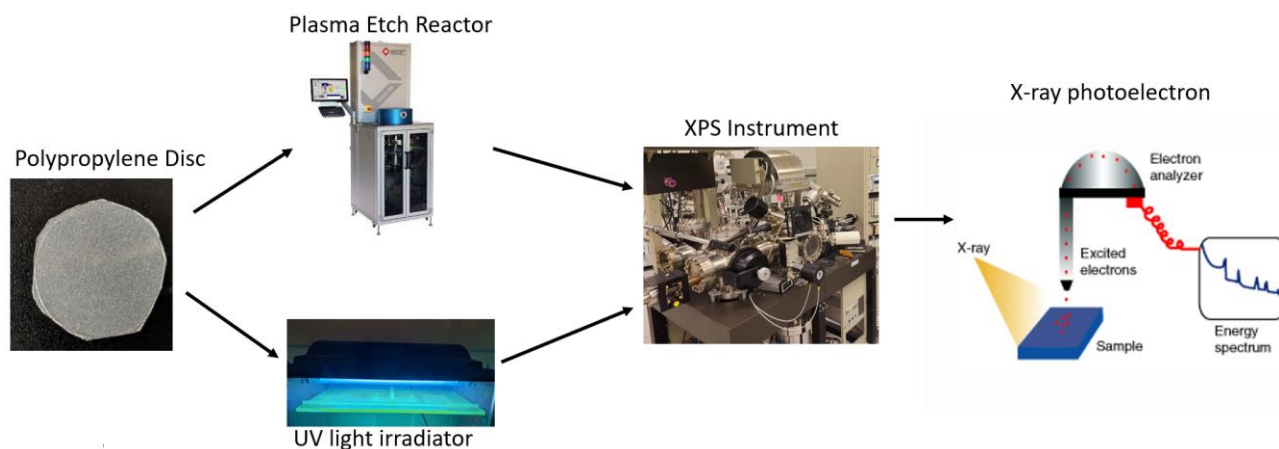 Plasma Etch Reactor
X-ray photoelectron
XPS Instrument
Polypropylene Disc
Electron
analyzer
X-ray
Excited
electrons
Sample
Energy
spectrum
UV light irradiator